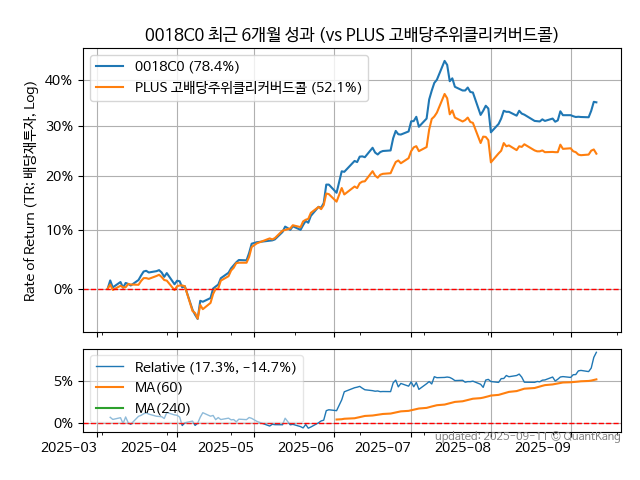 0018C0 최근 6개월 성과 (vs PLUS 고배당주위클리커버드콜)
Rate of Return (TR: 배당재투자, Log)
40%
30%
20%
10%
0%
0018C0 (78.4%)
PLUS 고배당주위클리커버드콜 (52.1%)
5%
0%
Relative (17.3%, -14.7%)
MA(60)
MA(240)
2025-03 2025-04 2025-05 2025-06 2025-07 2025-08 2025-09
updated: 2025-09-11 © QuantKang